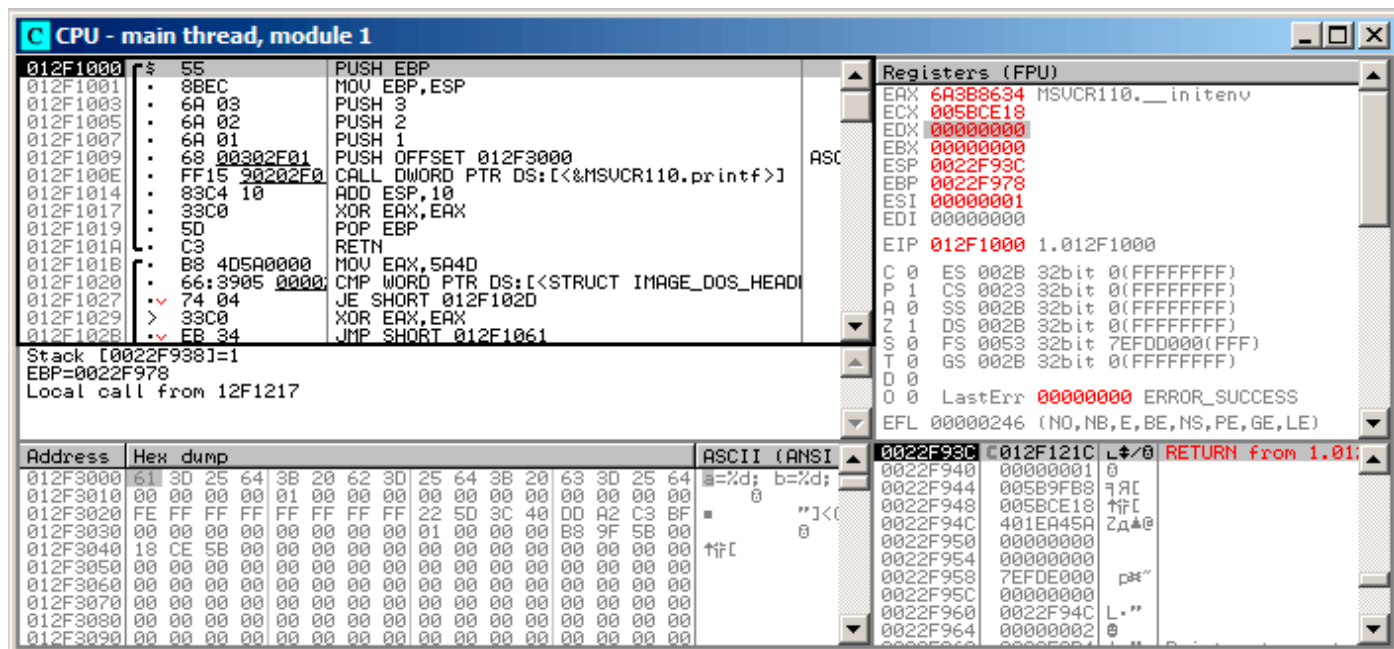 C CPU - main thread, module 1
012F1000 $ 55 PUSH EBP
012F1001 . 8BEC MOV EBP,ESP
012F1003 . 6A 03 PUSH 3
012F1005 . 6A 02 PUSH 2
012F1007 . 6A 01 PUSH 1
012F1009 . 68 00302F01 PUSH OFFSET 012F3000 ASC
012F100E . FF15 90202F0 CALL DWORD PTR DS:[<&MSVCR110.printf>]
012F1014 . 83C4 10 ADD ESP,10
012F1017 . 33C0 XOR EAX,EAX
012F1019 . 5D POP EBP
012F101A . C3 RETN
012F101B . B8 4D5A0000 MOV EAX,5A4D
012F1020 . 66:3905 0000 CMP WORD PTR DS:[<STRUCT IMAGE_DOS_HEAD
012F1027 . 74 04 JE SHORT 012F102D
012F1029 > 33C0 XOR EAX,EAX
012F102B . EB 34 JMP SHORT 012F1061
Stack [0022F938]=1
EBP=0022F978
Local call from 12F1217
Registers (FPU)
EAX 6A3B8634 MSVCR110.__initenv
ECX 005BCE18
EDX 00000000
EBX 00000000
ESP 0022F93C
EBP 0022F978
ESI 00000001
EDI 00000000
EIP 012F1000 1.012F1000
C 0 ES 002B 32bit 0(FFFFFFFF)
P 1 CS 0023 32bit 0(FFFFFFFF)
A 0 SS 002B 32bit 0(FFFFFFFF)
Z 1 DS 002B 32bit 0(FFFFFFFF)
S 0 FS 0053 32bit 7EFDD000(FFF)
T 0 GS 002B 32bit 0(FFFFFFFF)
D 0
O 0 LastErr 00000000 ERROR_SUCCESS
EFL 00000246 (NO,NB,E,BE,NS,PE,GE,LE)
Address Hex dump ASCII (ANSI
012F3000 61 3D 25 64 3B 20 62 3D 25 64 3B 20 63 3D 25 64 a=%d; b=%d;
012F3010 00 00 00 00 01 00 00 00 00 00 00 00 00 00 00 00
012F3020 FE FF FF FF FF FF FF FF 22 5D 3C 40 DD A2 C3 BF "]<@
012F3030 00 00 00 00 00 00 00 00 01 00 00 00 B8 9F 5B 00
012F3040 18 CE 5B 00 00 00 00 00 00 00 00 00 00 00 00 00
012F3050 00 00 00 00 00 00 00 00 00 00 00 00 00 00 00 00
012F3060 00 00 00 00 00 00 00 00 00 00 00 00 00 00 00 00
012F3070 00 00 00 00 00 00 00 00 00 00 00 00 00 00 00 00
012F3080 00 00 00 00 00 00 00 00 00 00 00 00 00 00 00 00
012F3090 00 00 00 00 00 00 00 00 00 00 00 00 00 00 00 00
0022F93C 012F121C RETURN from 1.01
0022F940 00000001
0022F944 005B9FB8 ╕Я[
0022F948 005BCE18
0022F94C 401EA45A Zд▲@
0022F950 00000000
0022F954 00000000
0022F958 7EFDE000
0022F95C 00000000
0022F960 0022F94C
0022F964 00000002